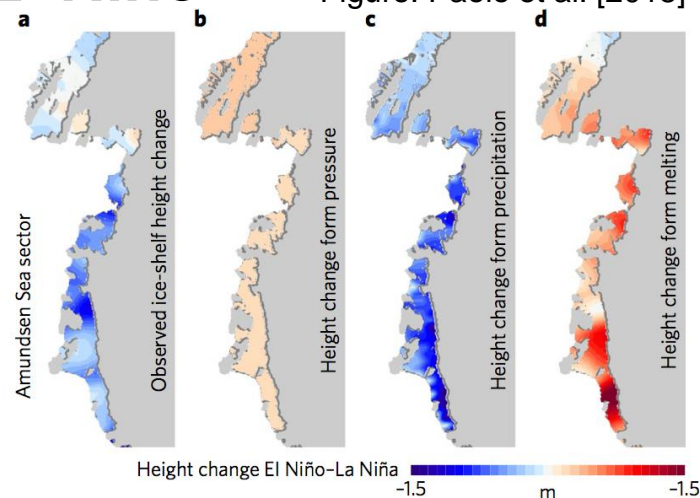 Figure: Paolo et al. [2018]
a
b
c
d
Amundsen Sea sector
Observed ice-shelf height change
Height change form pressure
Height change form precipitation
Height change form melting
Height change El Niño–La Niña
–1.5
m
–1.5